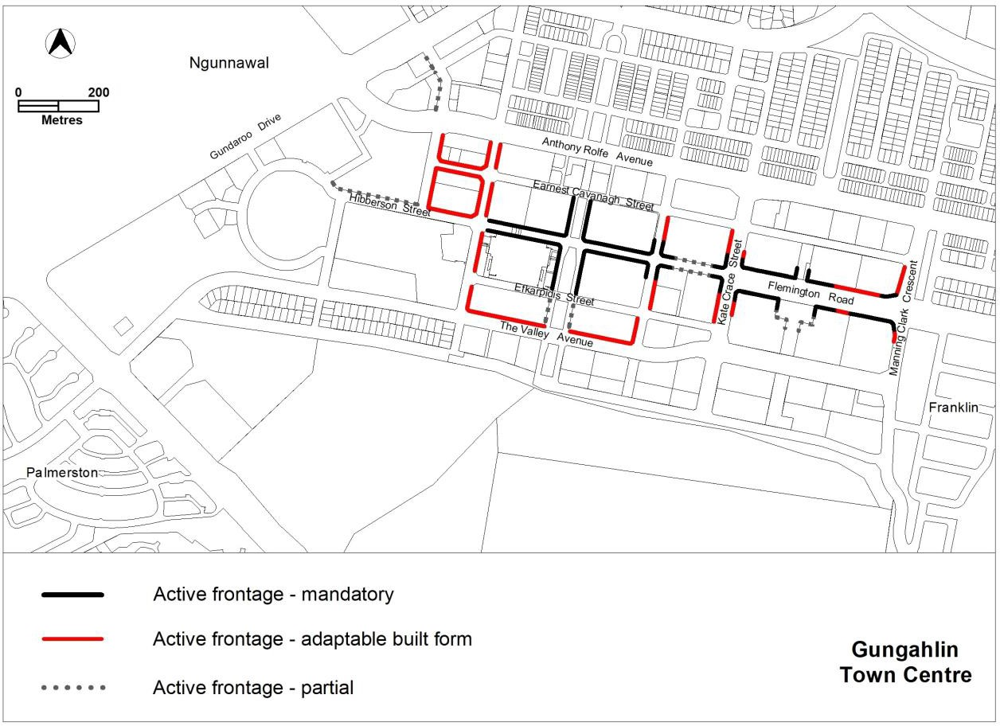 Ngunnawal
0 200
Metres
Gundaroo Drive
Anthony Rolfe Avenue
Earnest Cavanagh Street
Hibberson Street
Kate Crace Street
Flemington Road
Manning Clark Crescent
Efkarpidis Street
The Valley Avenue
Franklin
Palmerston
Active frontage - mandatory
Active frontage - adaptable built form
Active frontage - partial
Gungahlin
Town Centre